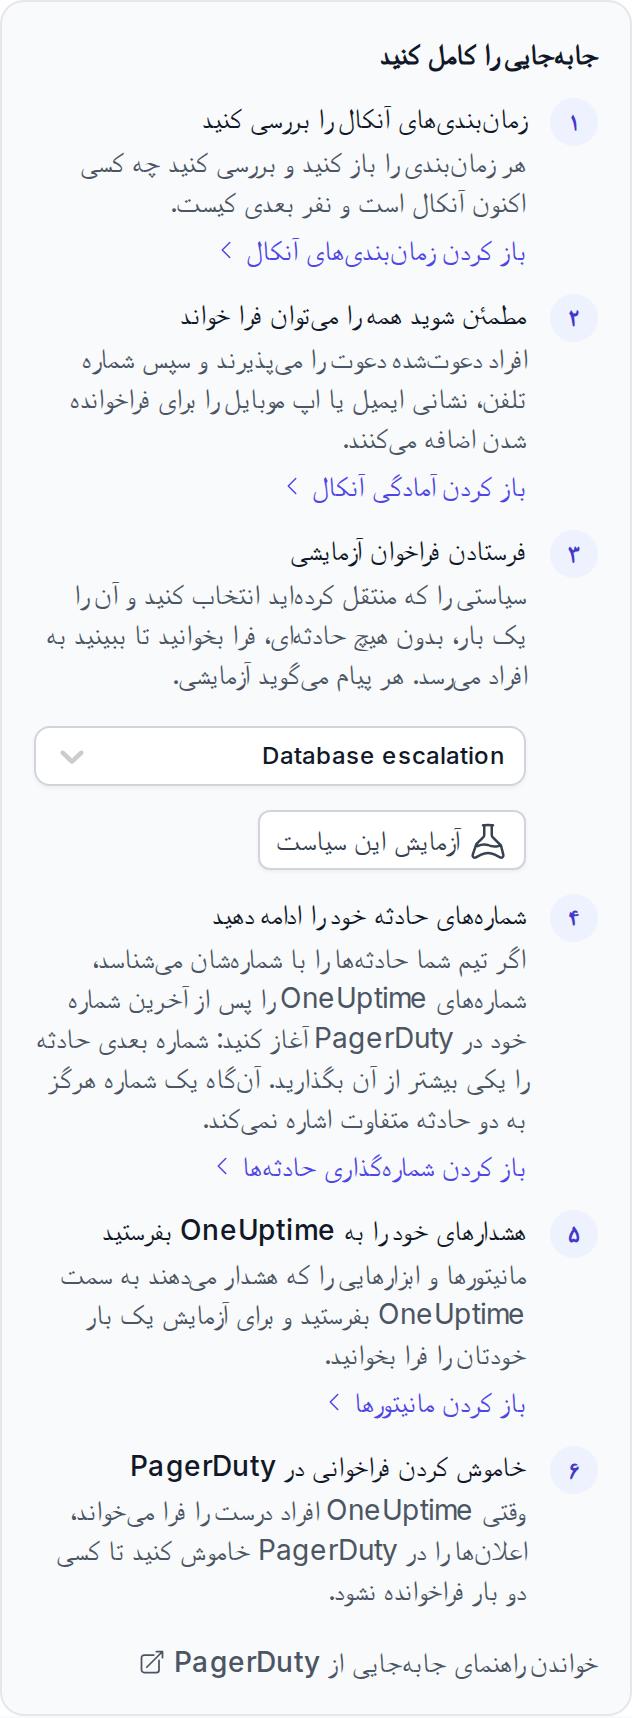 جابه‌جایی را کامل کنید
۱
زمان‌بندی‌های آنکال را بررسی کنید
هر زمان‌بندی را باز کنید و بررسی کنید چه کسی
اکنون آنکال است و نفر بعدی کیست.
باز کردن زمان‌بندی‌های آنکال
۲
مطمئن شوید همه را می‌توان فرا خواند
افراد دعوت‌شده دعوت را می‌پذیرند و سپس شماره
تلفن، نشانی ایمیل یا اپ موبایل را برای فراخوانده
شدن اضافه می‌کنند.
باز کردن آمادگی آنکال
۳
فرستادن فراخوان آزمایشی
سیاستی را که منتقل کرده‌اید انتخاب کنید و آن را
یک بار، بدون هیچ حادثه‌ای، فرا بخوانید تا ببینید به
افراد می‌رسد. هر پیام می‌گوید آزمایشی.
Database escalation
آزمایش این سیاست
۴
شماره‌های حادثه خود را ادامه دهید
اگر تیم شما حادثه‌ها را با شماره‌شان می‌شناسد،
شماره‌های OneUptime را پس از آخرین شماره
خود در PagerDuty آغاز کنید: شماره بعدی حادثه
را یکی بیشتر از آن بگذارید. آن‌گاه یک شماره هرگز
به دو حادثه متفاوت اشاره نمی‌کند.
باز کردن شماره‌گذاری حادثه‌ها
۵
هشدارهای خود را به OneUptime بفرستید
مانیتورها و ابزارهایی را که هشدار می‌دهند به سمت
OneUptime بفرستید و برای آزمایش یک بار
خودتان را فرا بخوانید.
باز کردن مانیتورها
۶
خاموش کردن فراخوانی در PagerDuty
وقتی OneUptime افراد درست را فرا می‌خواند،
اعلان‌ها را در PagerDuty خاموش کنید تا کسی
دو بار فراخوانده نشود.
خواندن راهنمای جابه‌جایی از PagerDuty